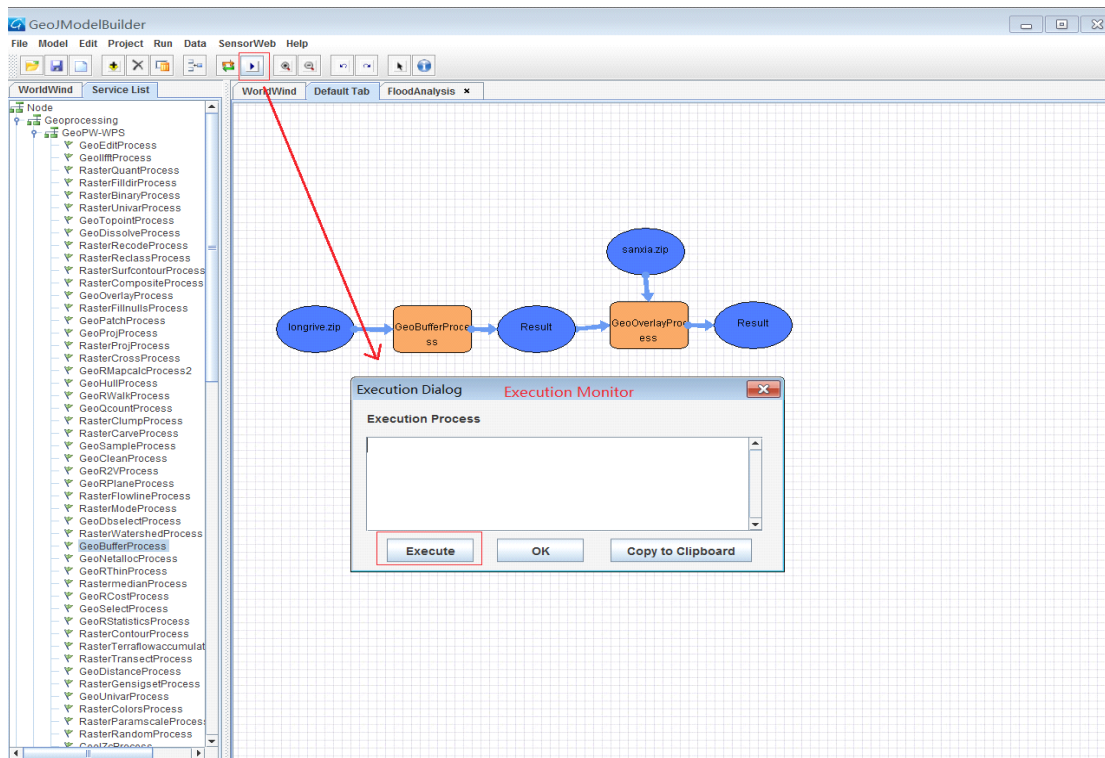 GeoJModelBuilder
File Model Edit Project Run Data SensorWeb Help
WorldWind Service List
WorldWind Default Tab FloodAnalysis ×
Node
Geoprocessing
GeoPW-WPS
GeoEditProcess
GeoIfftProcess
RasterQuantProcess
RasterFilldirProcess
RasterBinaryProcess
RasterUnivarProcess
GeoTopointProcess
GeoDissolveProcess
RasterRecodeProcess
RasterReclassProcess
RasterSurfcontourProcess
RasterCompositeProcess
GeoOverlayProcess
RasterFillnullsProcess
GeoPatchProcess
GeoProjProcess
RasterProjProcess
RasterCrossProcess
GeoRMapcalcProcess2
GeoHullProcess
GeoRWalkProcess
GeoQcountProcess
RasterClumpProcess
RasterCarveProcess
GeoSampleProcess
GeoCleanProcess
GeoR2VProcess
GeoRPlaneProcess
RasterFlowlineProcess
RasterModeProcess
GeoDbselectProcess
RasterWatershedProcess
GeoBufferProcess
GeoNetallocProcess
GeoRThinProcess
RastermedianProcess
GeoRCostProcess
GeoSelectProcess
GeoRStatisticsProcess
RasterContourProcess
RasterTerraflowaccumulat
RasterTransectProcess
GeoDistanceProcess
RasterGensigsetProcess
GeoUnivarProcess
RasterColorsProcess
RasterParamscaleProces
RasterRandomProcess
sanxia.zip
longrive.zip
GeoBufferProce
ss
Result
GeoOverlayProc
ess
Result
Execution Dialog
Execution Monitor
Execution Process
Execute OK Copy to Clipboard